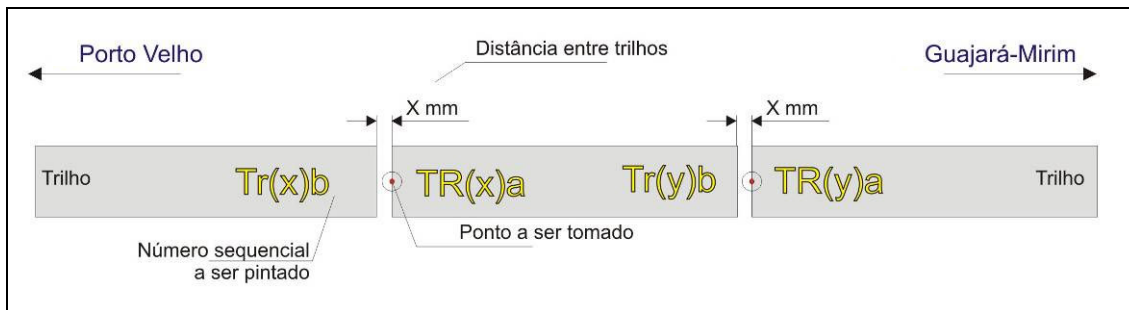 Porto Velho
Distância entre trilhos
Guajará-Mirim
X mm
X mm
Trilho
Tr(x)b
TR(x)a
Tr(y)b
TR(y)a
Trilho
Número sequencial
a ser pintado
Ponto a ser tomado